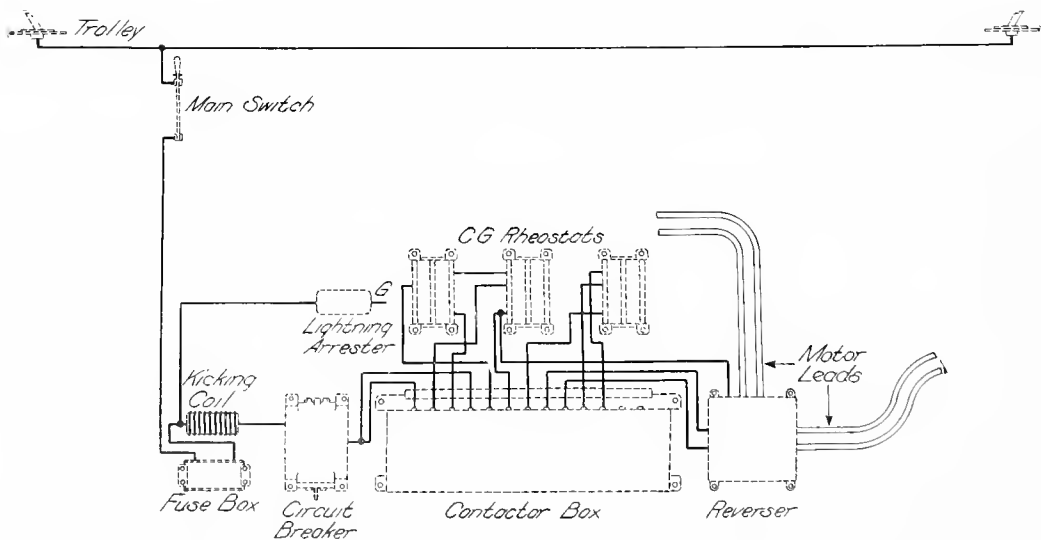 Trolley
Main Switch
CG Rheostats
G
Lightning
Arrester
Motor
Leads
Kicking
Coil
Fuse Box
Circuit
Breaker
Contactor Box
Reverser